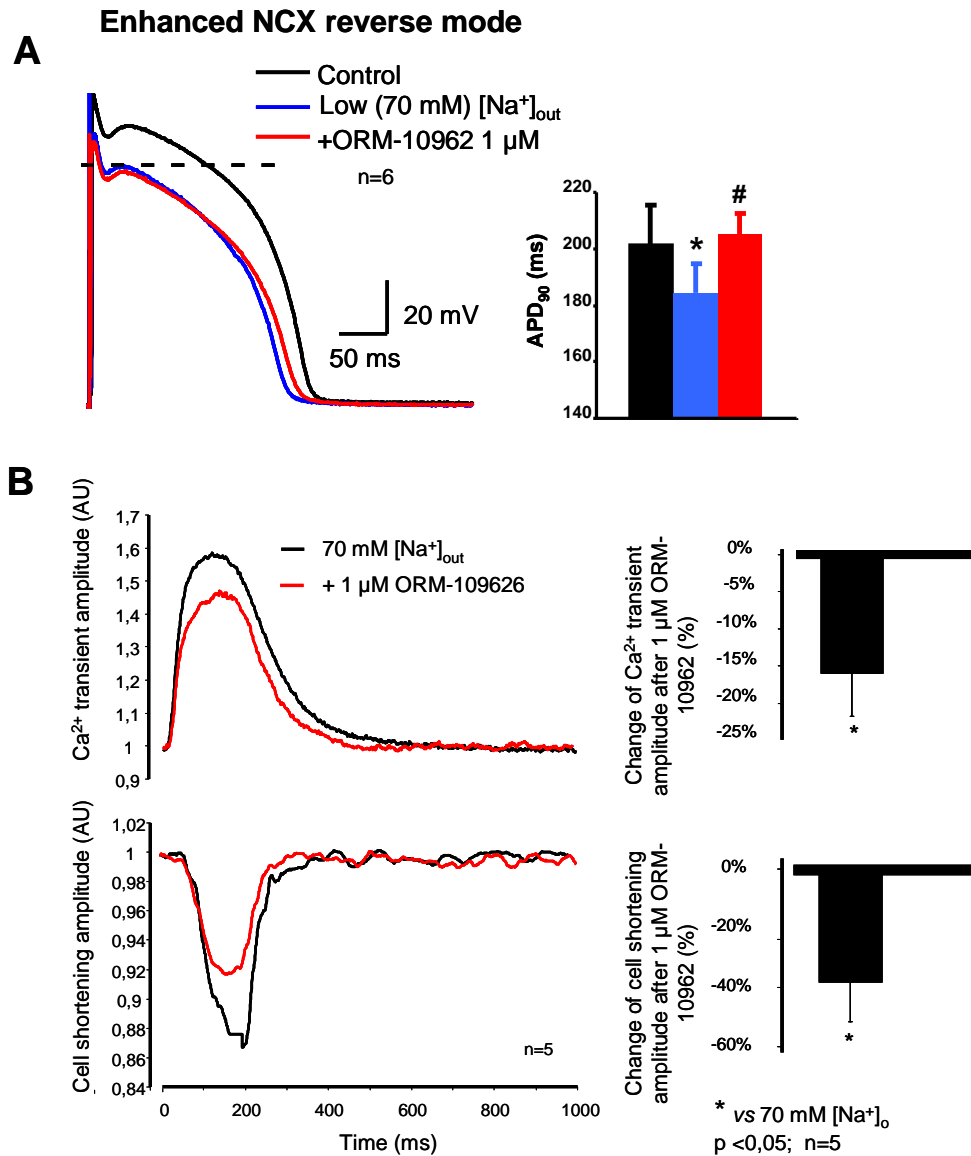 Enhanced NCX reverse mode
A
Control
Low (70 mM) [Na⁺]out
+ORM-10962 1 µM
n=6
20 mV
50 ms
APD90 (ms)
220
200
180
160
140
*
#
B
Ca²⁺ transient amplitude (AU)
1,7
1,6
1,5
1,4
1,3
1,2
1,1
1
0,9
70 mM [Na⁺]out
+ 1 µM ORM-109626
Change of Ca²⁺ transient
amplitude after 1 µM ORM-
10962 (%)
0%
-5%
-10%
-15%
-20%
-25%
*
Cell shortening amplitude (AU)
1,02
1
0,98
0,96
0,94
0,92
0,9
0,88
0,86
0,84
n=5
0
200
400
600
800
1000
Time (ms)
Change of cell shortening
amplitude after 1 µM ORM-
10962 (%)
0%
-20%
-40%
-60%
*
* vs 70 mM [Na⁺]o
p <0,05; n=5